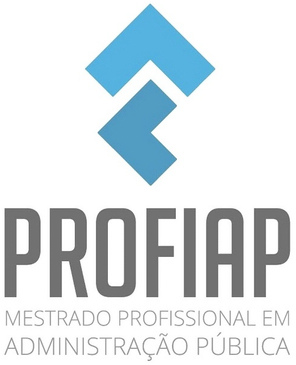 PROFIAP
MESTRADO PROFISSIONAL EM
ADMINISTRAÇÃO PÚBLICA